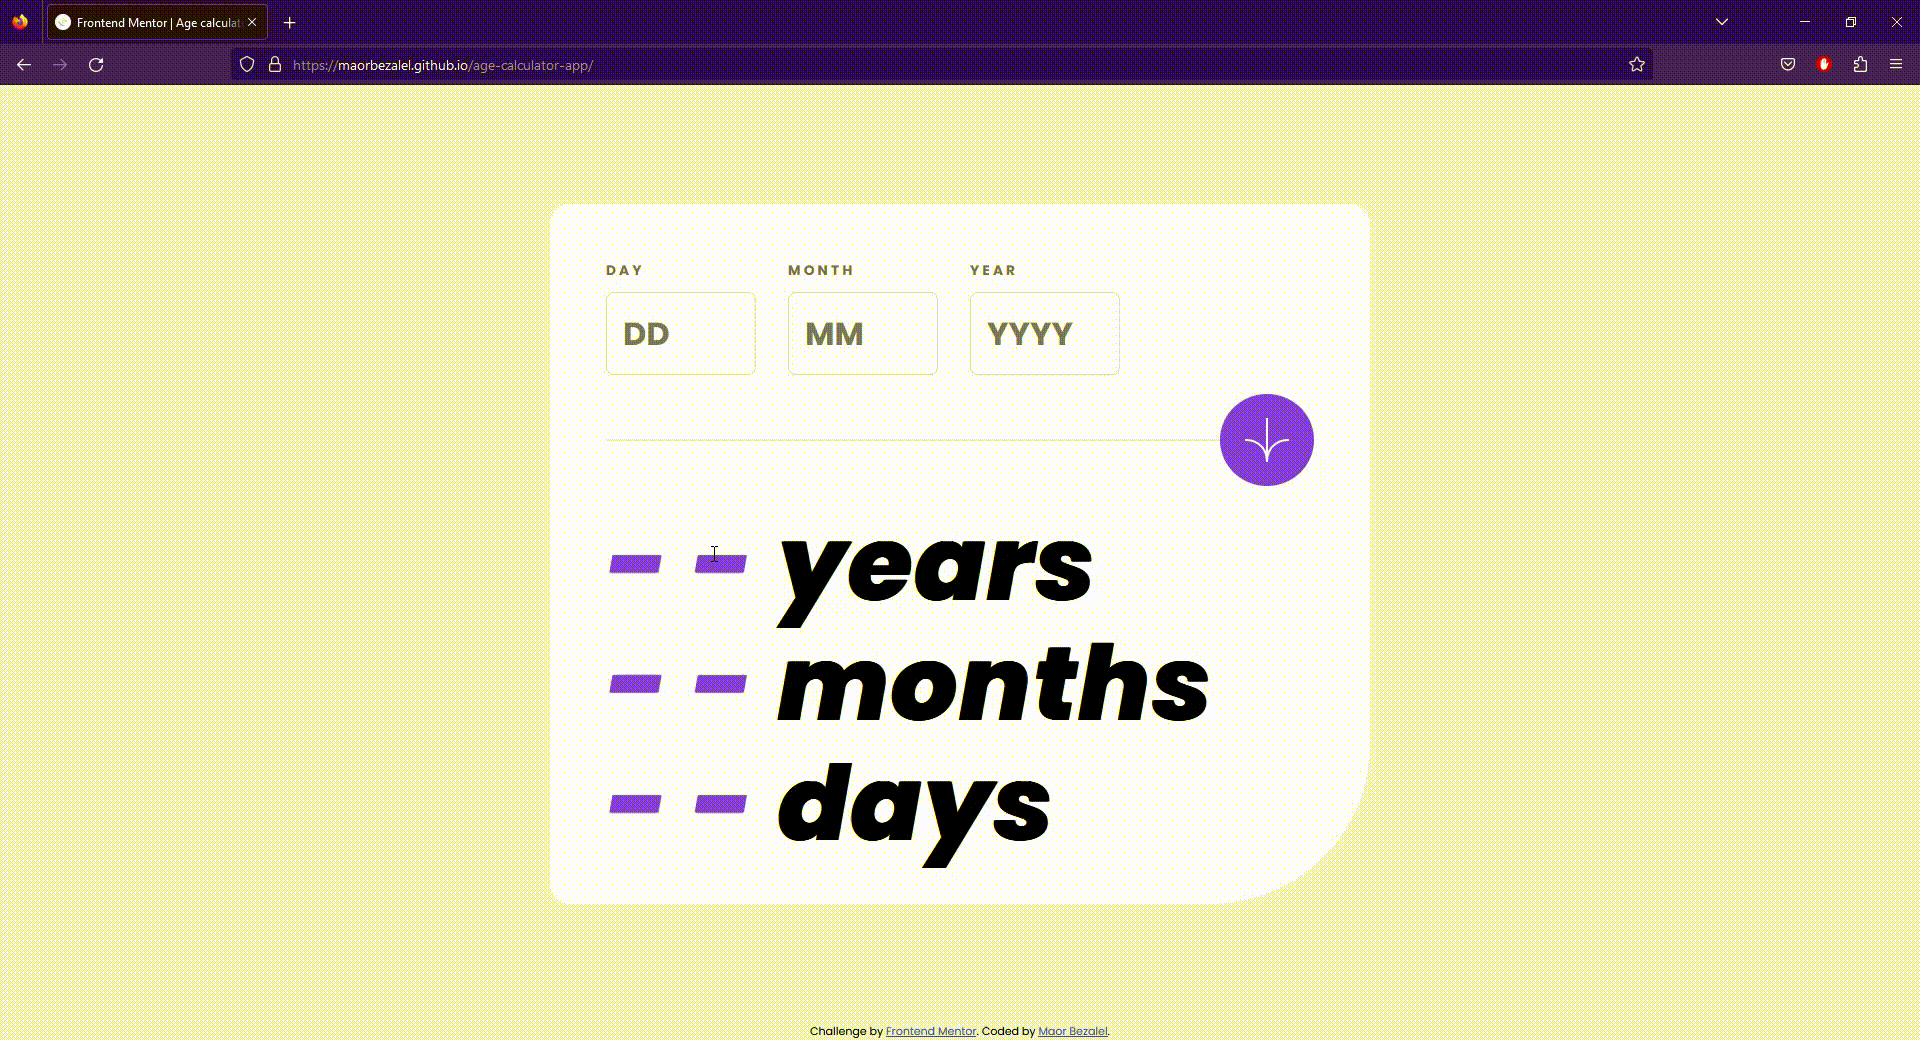 Frontend Mentor | Age calculat
https://maorbezalel.github.io/age-calculator-app/
DAY MONTH YEAR
DD MM YYYY
-- years
-- months
-- days
Challenge by Frontend Mentor. Coded by Maor Bezalel.